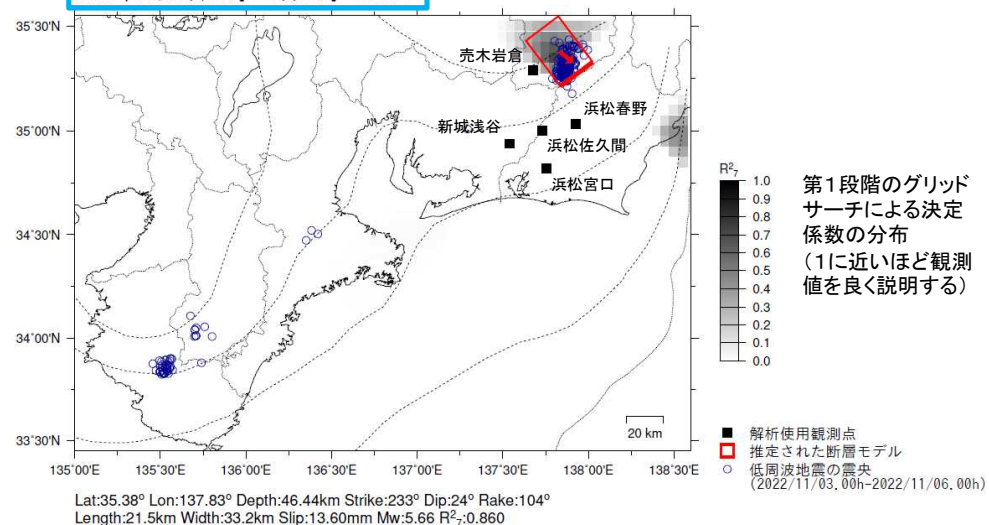 35°30'N
35°00'N
34°30'N
34°00'N
33°30'N
135°00'E
135°30'E
136°00'E
136°30'E
137°00'E
137°30'E
138°00'E
138°30'E
売木岩倉
浜松春野
新城浅谷
浜松佐久間
浜松宮口
20 km
R²₇
1.0
0.9
0.8
0.7
0.6
0.5
0.4
0.3
0.2
0.1
0.0
第1段階のグリッド
サーチによる決定
係数の分布
(1に近いほど観測
値を良く説明する)
解析使用観測点
推定された断層モデル
低周波地震の震央
(2022/11/03.00h-2022/11/06.00h)
Lat:35.38° Lon:137.83° Depth:46.44km Strike:233° Dip:24° Rake:104°
Length:21.5km Width:33.2km Slip:13.60mm Mw:5.66 R²₇:0.860